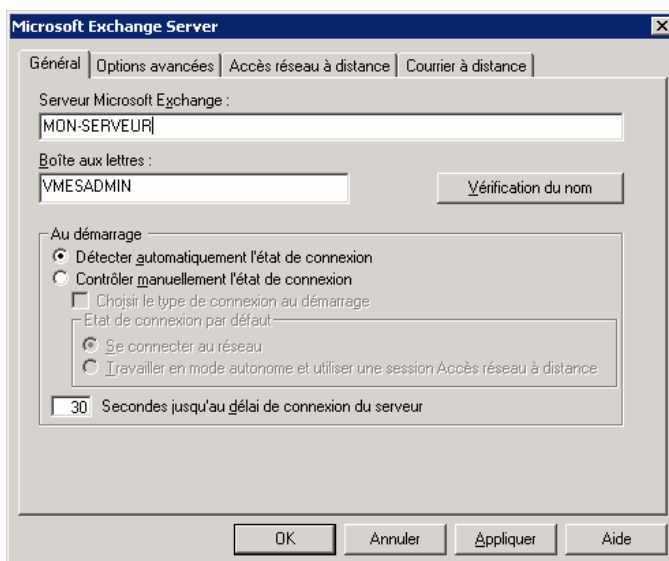 Microsoft Exchange Server
Général
Options avancées
Accès réseau à distance
Courrier à distance
Serveur Microsoft Exchange :
MON-SERVEUR
Boîte aux lettres :
VMESADMIN
Vérification du nom
Au démarrage
Détecter automatiquement l'état de connexion
Contrôler manuellement l'état de connexion
Choisir le type de connexion au démarrage
Etat de connexion par défaut
Se connecter au réseau
Travailler en mode autonome et utiliser une session Accès réseau à distance
30 Secondes jusqu'au délai de connexion du serveur
OK
Annuler
Appliquer
Aide